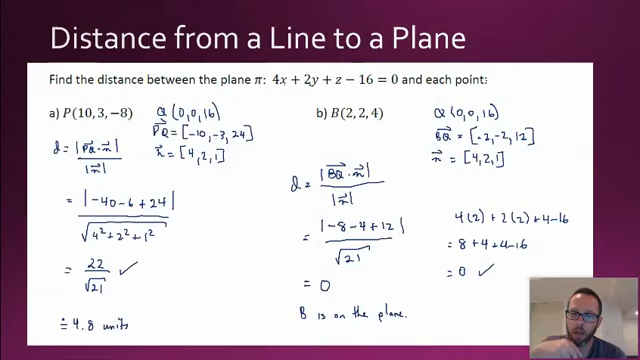 Distance from a Line to a Plane
Find the distance between the plane π: 4x + 2y + z − 16 = 0 and each point:
a) P(10, 3, −8)
Q (0,0,16)
PQ⃗ = [-10, -3, 24]
n⃗ = [4, 2, 1]
d = |PQ⃗ · n⃗| / |n⃗|
= |-40 - 6 + 24| / √(4² + 2² + 1²)
= 22 / √21 ✓
≐ 4.8 units
b) B(2, 2, 4)
Q (0,0,16)
BQ⃗ = [-2, -2, 12]
n⃗ = [4, 2, 1]
d = |BQ⃗ · n⃗| / |n⃗|
= |-8 - 4 + 12| / √21
= 0
B is on the plane.
4(2) + 2(2) + 4 - 16
= 8 + 4 + 4 - 16
= 0 ✓